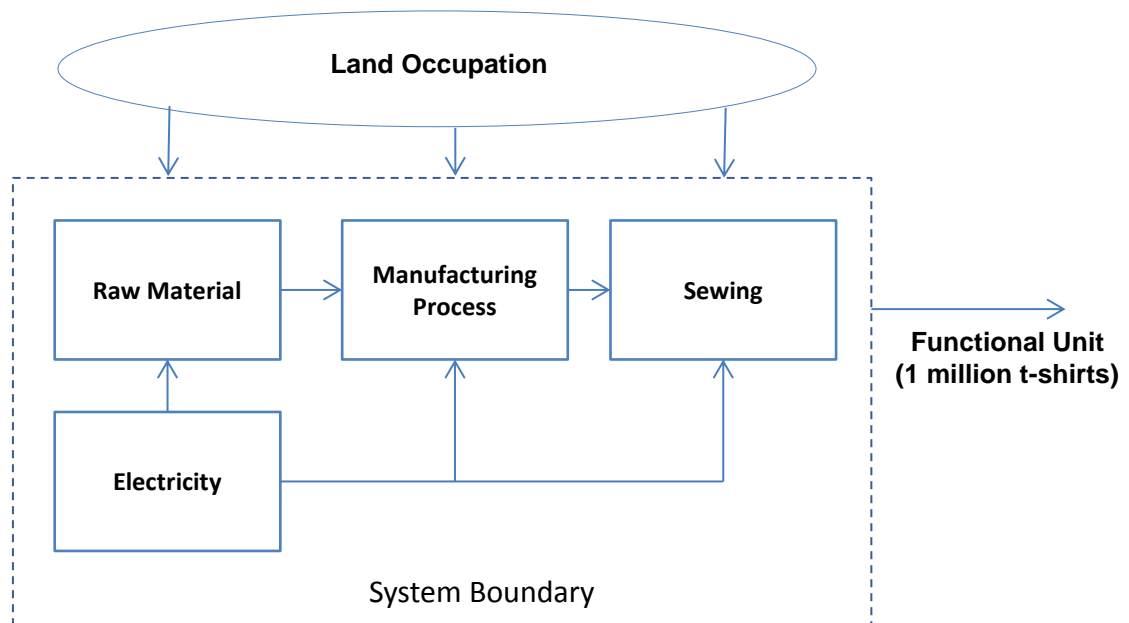 Land Occupation
Raw Material
Manufacturing
Process
Sewing
Functional Unit
(1 million t-shirts)
Electricity
System Boundary